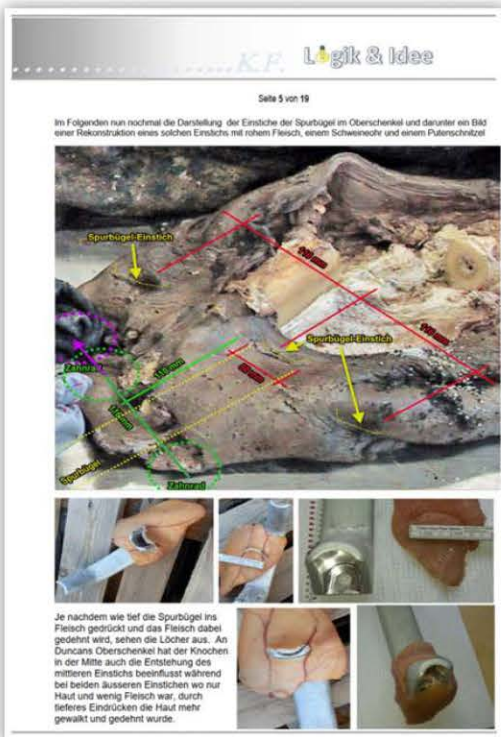 K.F. Logik & Idee
Seite 5 von 19
Im Folgenden nun nochmal die Darstellung der Einstiche der Spurbügel im Oberschenkel und darunter ein Bild
einer Rekonstruktion eines solchen Einstichs mit rohem Fleisch, einem Schweineohr und einem Putenschnitzel
Spurbügel-Einstich
110 mm
Spurbügel-Einstich
Zahnrad
Spurbügel
Zahnrad
Je nachdem wie tief die Spurbügel ins
Fleisch gedrückt und das Fleisch dabei
gedehnt wird, sehen die Löcher aus. An
Duncans Oberschenkel hat der Knochen
in der Mitte auch die Entstehung des
mittleren Einstichs beeinflusst während
bei beiden äusseren Einstichen wo nur
Haut und wenig Fleisch war, durch
tieferes Eindrücken die Haut mehr
gewalkt und gedehnt wurde.